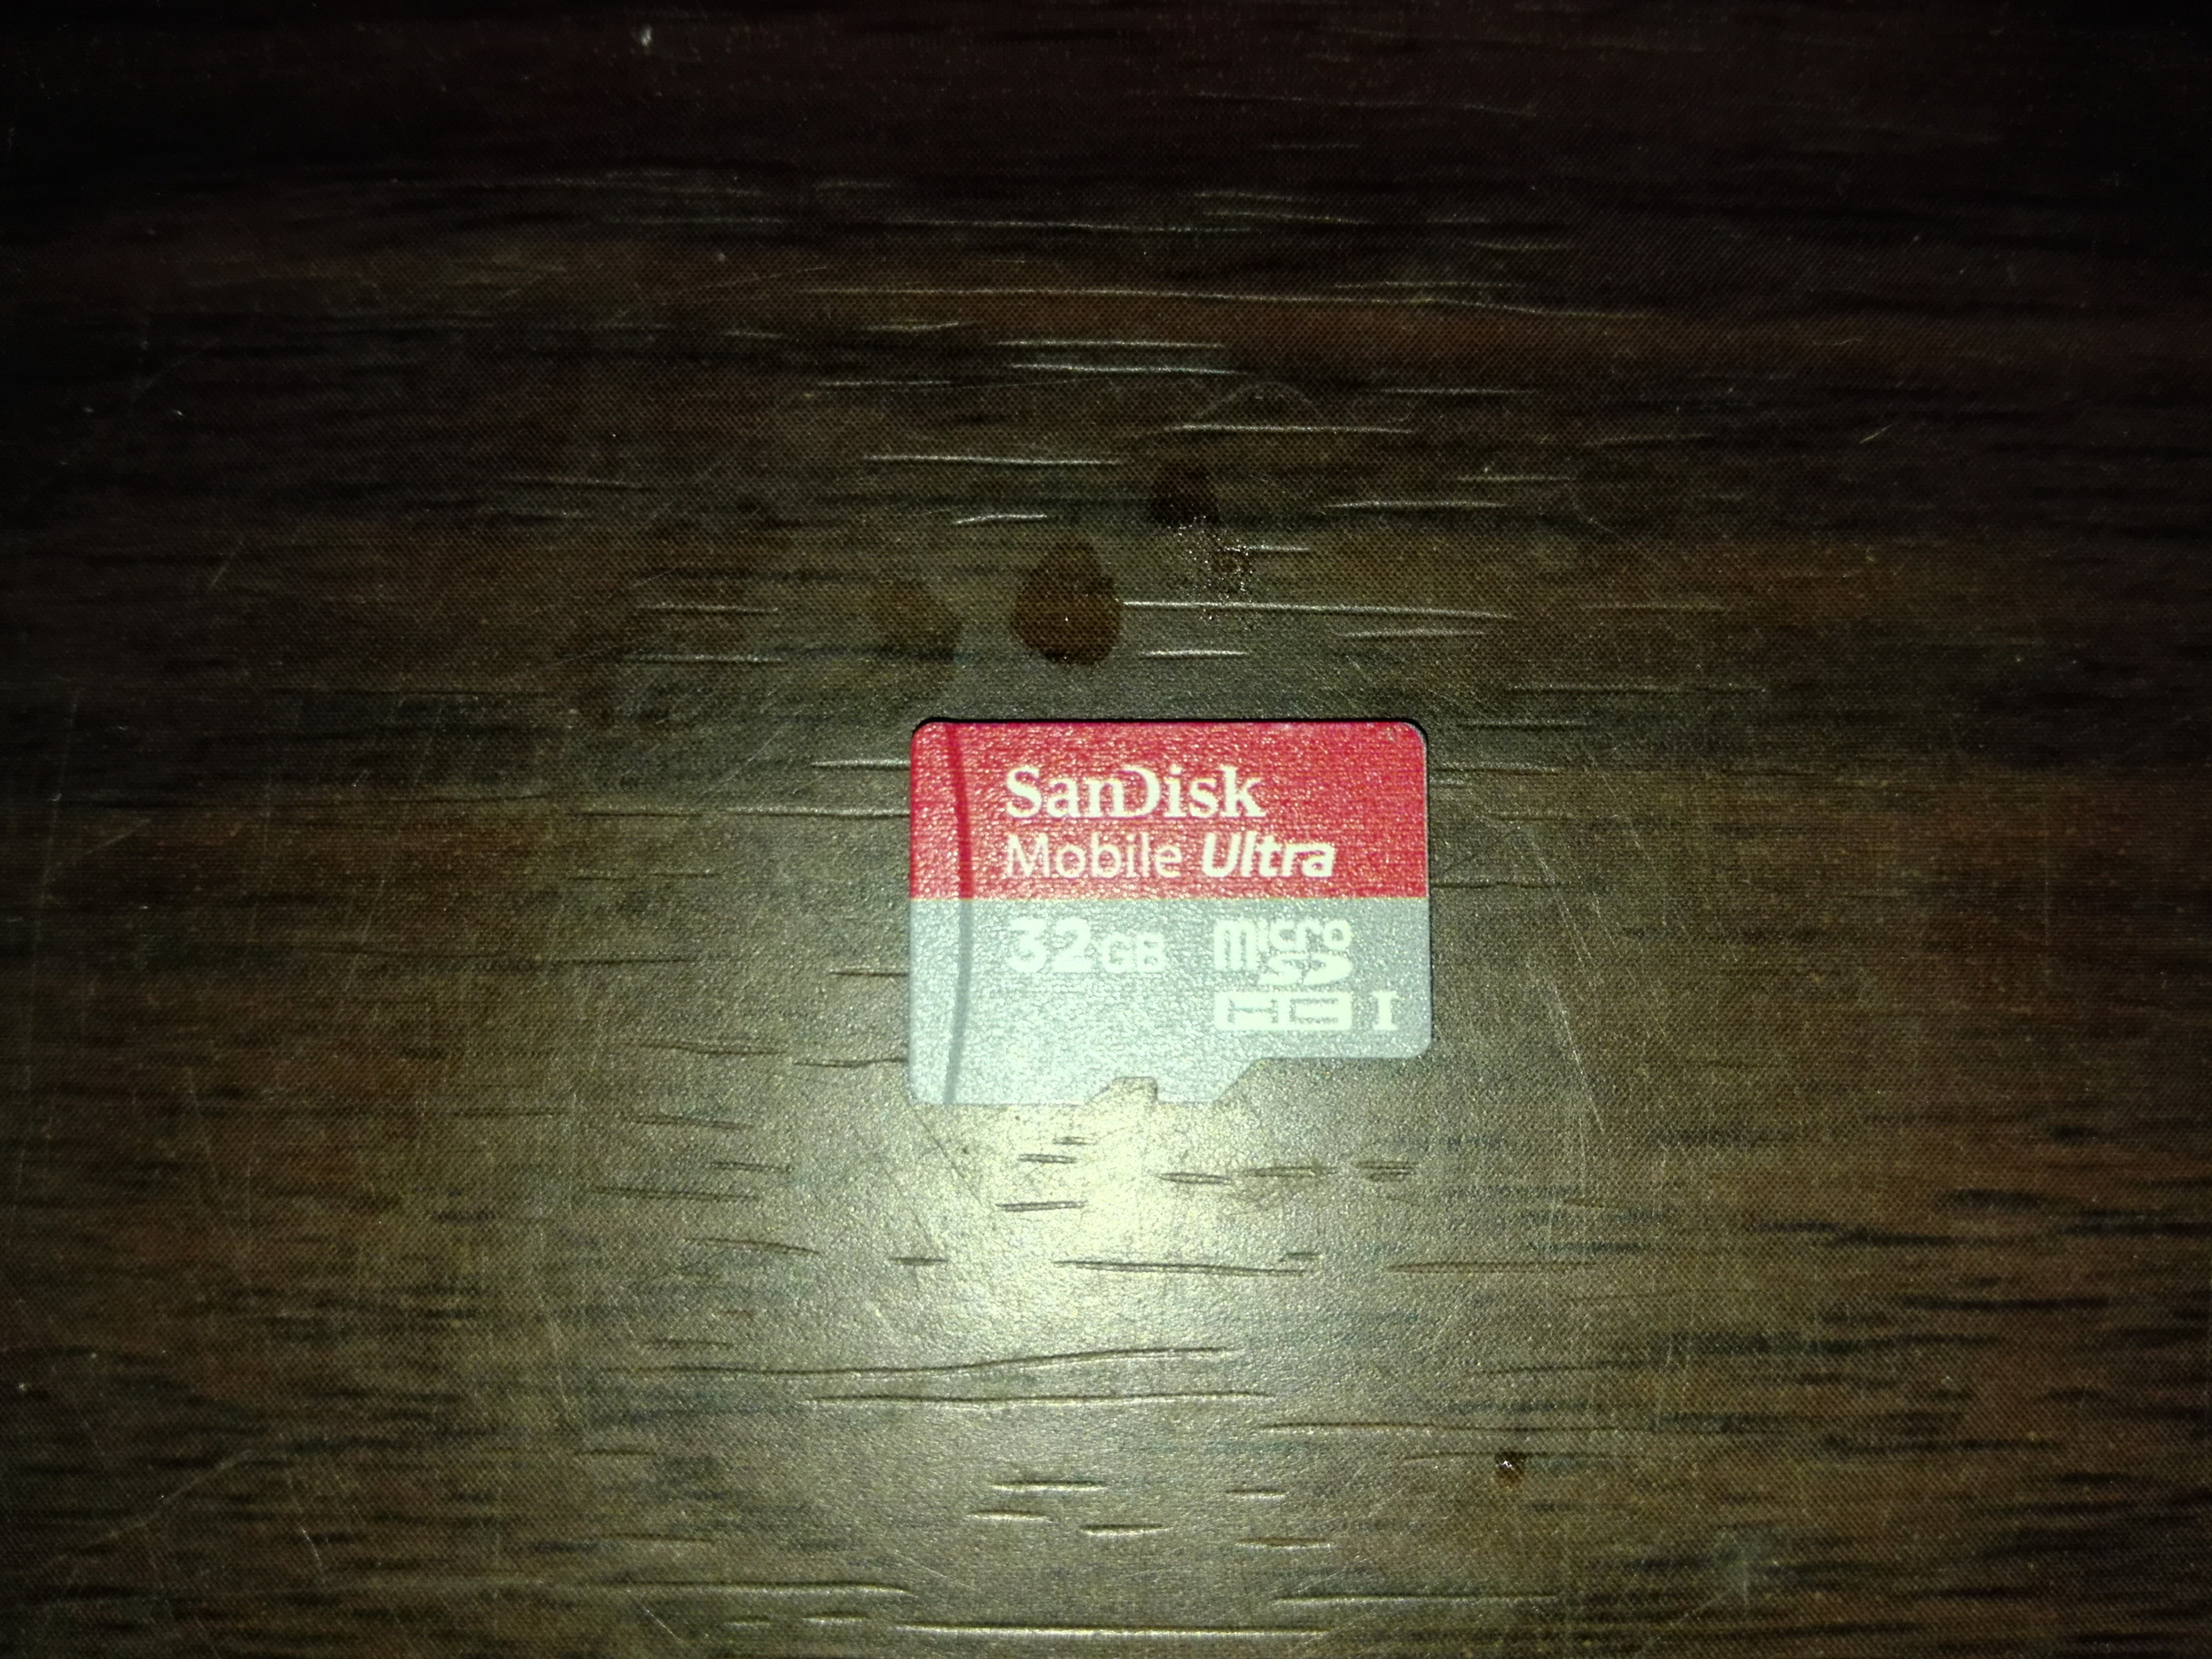 SanDisk
Mobile Ultra
32GB micro
SD
HC I